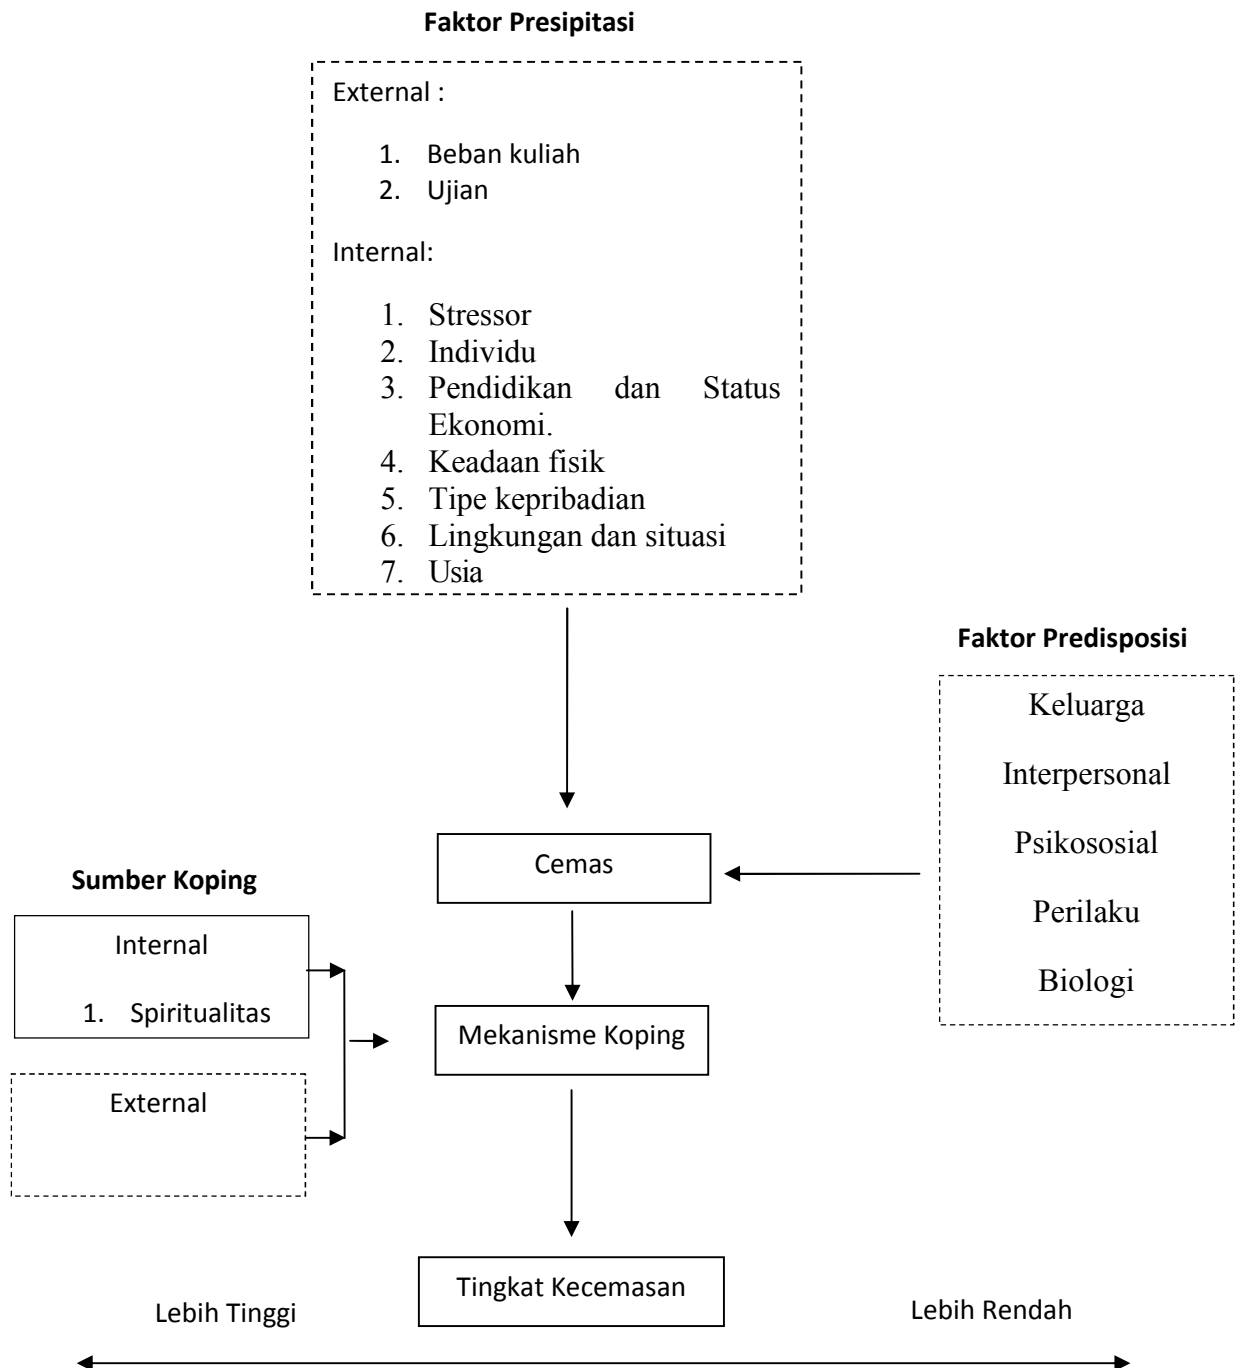 Faktor Presipitasi
External :
1. Beban kuliah
2. Ujian
Internal:
1. Stressor
2. Individu
3. Pendidikan dan Status
Ekonomi.
4. Keadaan fisik
5. Tipe kepribadian
6. Lingkungan dan situasi
7. Usia
Faktor Predisposisi
Keluarga
Interpersonal
Psikososial
Perilaku
Biologi
Cemas
Sumber Koping
Internal
1. Spiritualitas
Mekanisme Koping
External
Tingkat Kecemasan
Lebih Tinggi
Lebih Rendah